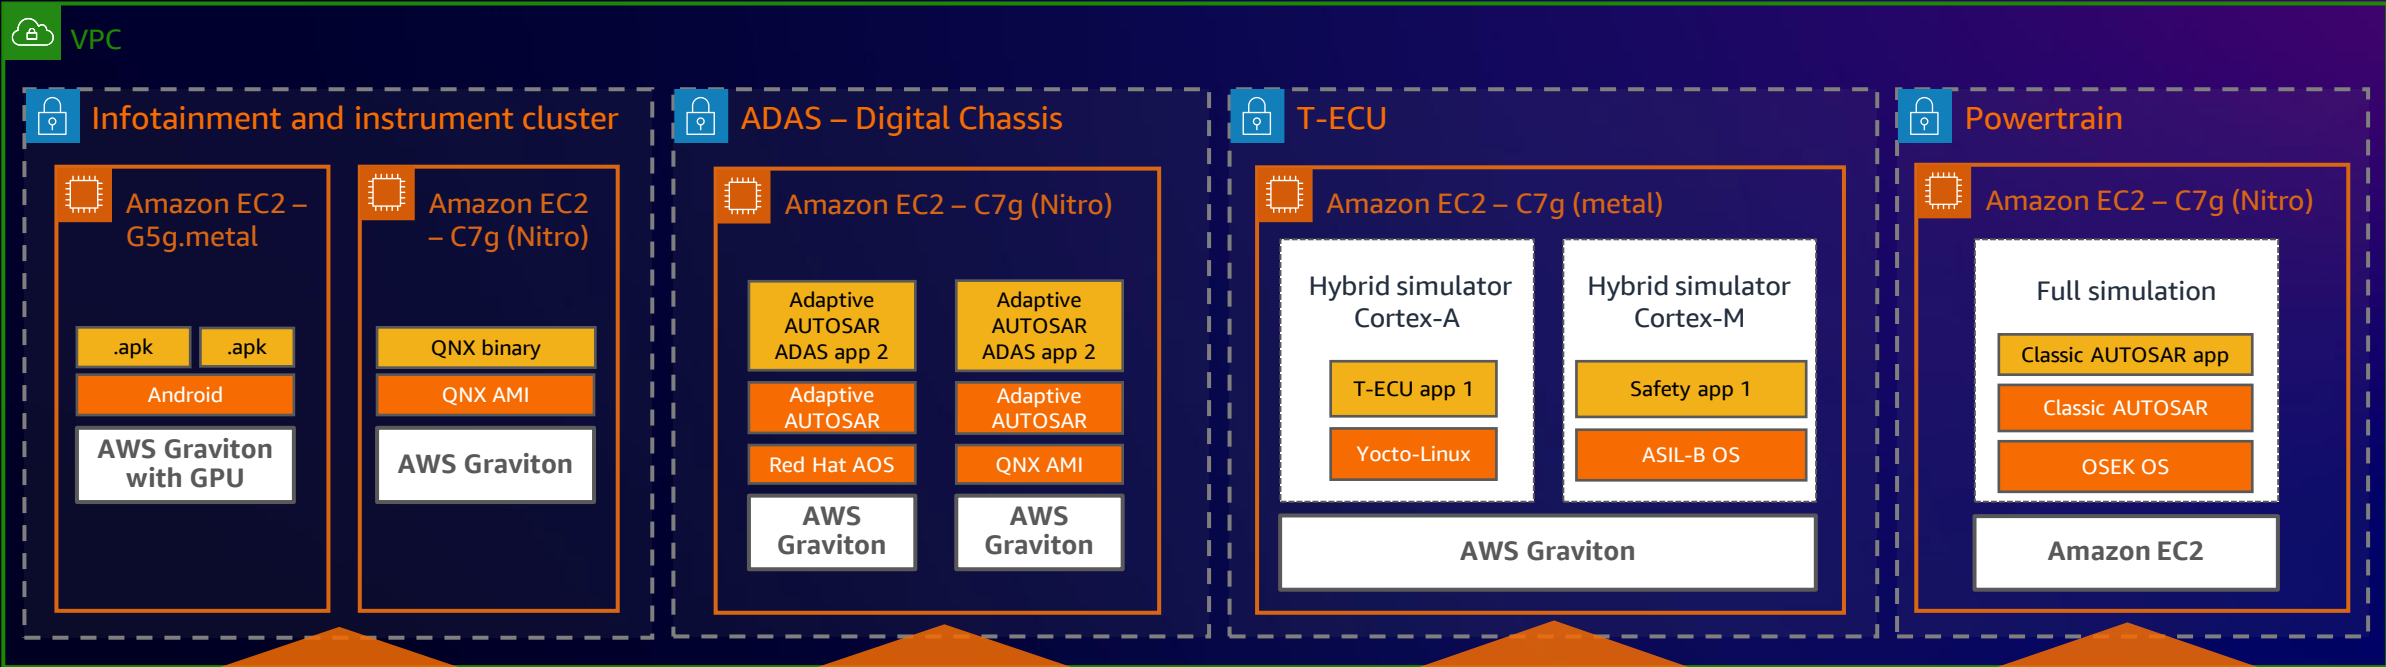 VPC
Infotainment and instrument cluster
Amazon EC2 –
G5g.metal
.apk
.apk
Android
AWS Graviton
with GPU
Amazon EC2
– C7g (Nitro)
QNX binary
QNX AMI
AWS Graviton
ADAS – Digital Chassis
Amazon EC2 – C7g (Nitro)
Adaptive
AUTOSAR
ADAS app 2
Adaptive
AUTOSAR
Red Hat AOS
AWS
Graviton
Adaptive
AUTOSAR
ADAS app 2
Adaptive
AUTOSAR
QNX AMI
AWS
Graviton
T-ECU
Amazon EC2 – C7g (metal)
Hybrid simulator
Cortex-A
T-ECU app 1
Yocto-Linux
Hybrid simulator
Cortex-M
Safety app 1
ASIL-B OS
AWS Graviton
Powertrain
Amazon EC2 – C7g (Nitro)
Full simulation
Classic AUTOSAR app
Classic AUTOSAR
OSEK OS
Amazon EC2